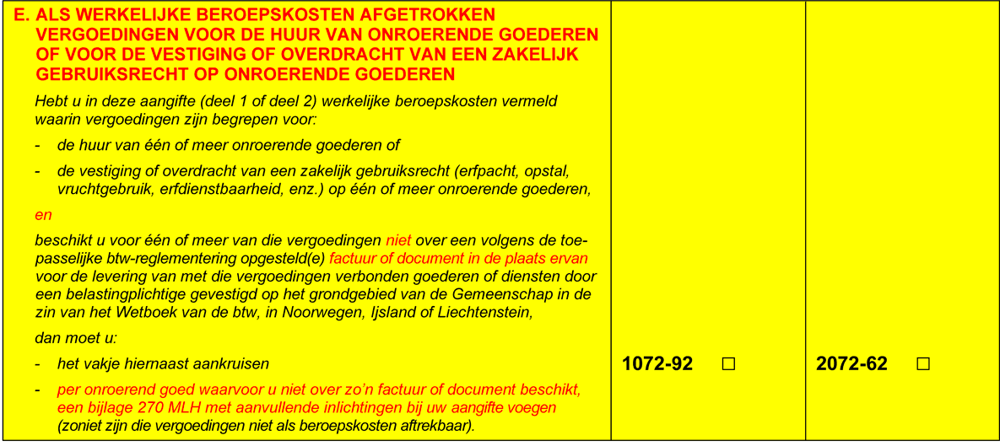 E. ALS WERKELIJKE BEROEPSKOSTEN AFGETROKKEN
VERGOEDINGEN VOOR DE HUUR VAN ONROERENDE GOEDEREN
OF VOOR DE VESTIGING OF OVERDRACHT VAN EEN ZAKELIJK
GEBRUIKSRECHT OP ONROERENDE GOEDEREN
Hebt u in deze aangifte (deel 1 of deel 2) werkelijke beroepskosten vermeld
waarin vergoedingen zijn begrepen voor:
- de huur van één of meer onroerende goederen of
- de vestiging of overdracht van een zakelijk gebruiksrecht (erfpacht, opstal,
vruchtgebruik, erfdienstbaarheid, enz.) op één of meer onroerende goederen,
en
beschikt u voor één of meer van die vergoedingen niet over een volgens de toe-
passelijke btw-reglementering opgesteld(e) factuur of document in de plaats ervan
voor de levering van met die vergoedingen verbonden goederen of diensten door
een belastingplichtige gevestigd op het grondgebied van de Gemeenschap in de
zin van het Wetboek van de btw, in Noorwegen, Ijsland of Liechtenstein,
dan moet u:
- het vakje hiernaast aankruisen 1072-92 ☐ 2072-62 ☐
- per onroerend goed waarvoor u niet over zo'n factuur of document beschikt,
een bijlage 270 MLH met aanvullende inlichtingen bij uw aangifte voegen
(zoniet zijn die vergoedingen niet als beroepskosten aftrekbaar).